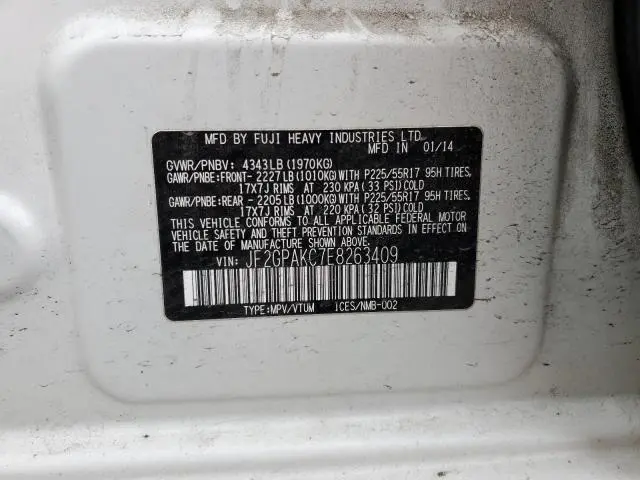 MFD BY FUJI HEAVY INDUSTRIES LTD
MFD IN 01/14
GVWR/PNBV: 4343LB (1970KG)
GAWR/PNBE:FRONT- 2227LB(1010KG)WITH P225/55R17 95H TIRES,
17X7J RIMS AT 230 KPA (33 PSI)COLD
GAWR/PNBE:REAR - 2205LB(1000KG)WITH P225/55R17 95H TIRES,
17X7J RIMS AT 220 KPA (32 PSI)COLD
THIS VEHICLE CONFORMS TO ALL APPLICABLE FEDERAL MOTOR
VEHICLE SAFETY AND THEFT PREVENTION STANDARDS IN EFFECT
ON THE DATE OF MANUFACTURE SHOWN ABOVE.
VIN: JF2GPAKC7E8263409
TYPE:MPV/VTUM ICES/NMB-002